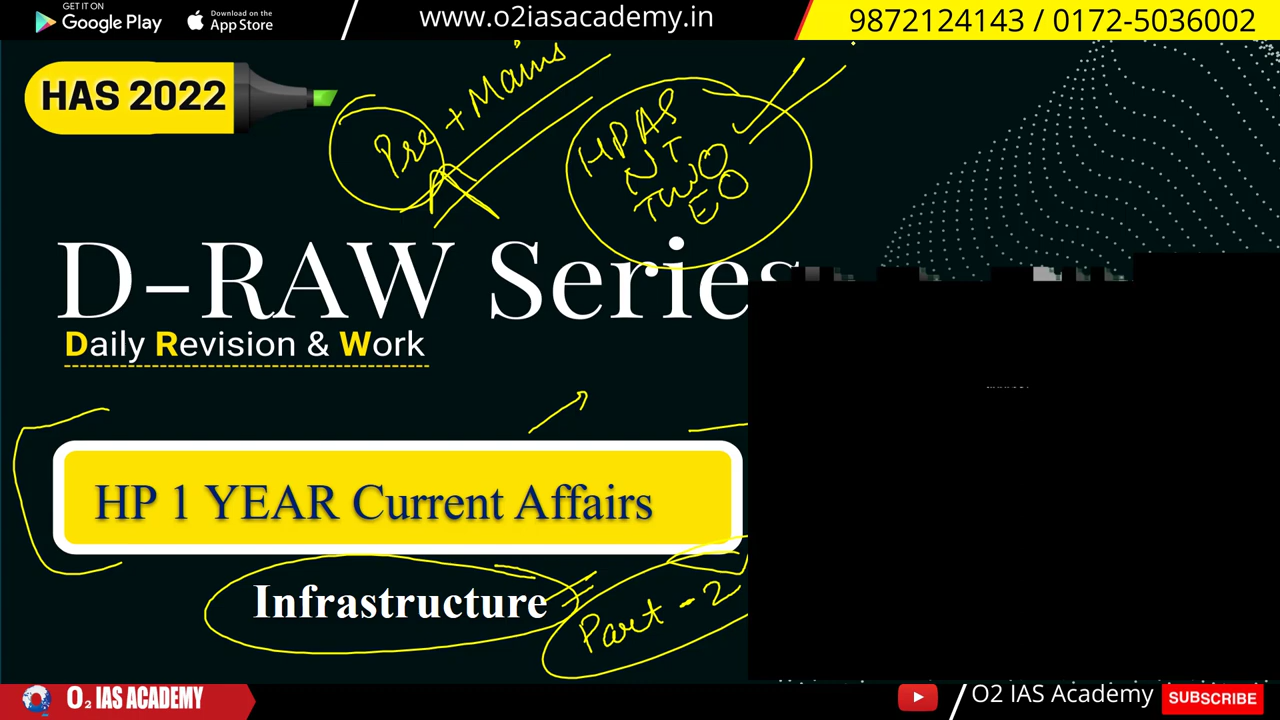 GET IT ON
Google Play
Download on the
App Store
www.o2iasacademy.in
9872124143 / 0172-5036002
HAS 2022
Pre + Mains
HPAS
NT
TWO
EO
D-RAW Series
Daily Revision & Work
HP 1 YEAR Current Affairs
Infrastructure
Part - 2
O2 IAS ACADEMY
O2 IAS Academy
SUBSCRIBE